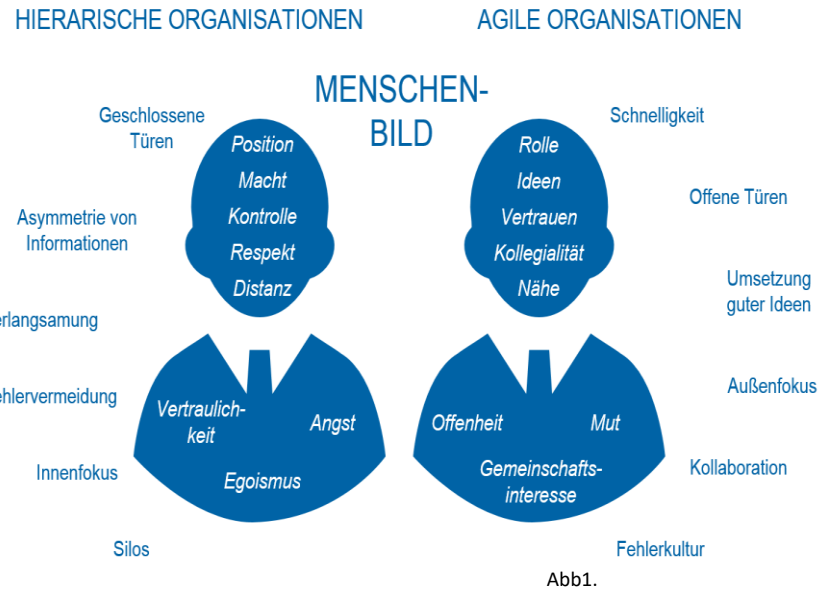 HIERARISCHE ORGANISATIONEN
AGILE ORGANISATIONEN
MENSCHEN-
BILD
Geschlossene
Türen
Asymmetrie von
Informationen
erlangsamung
ehlervermeidung
Innenfokus
Silos
Position
Macht
Kontrolle
Respekt
Distanz
Vertraulich-
keit
Angst
Egoismus
Rolle
Ideen
Vertrauen
Kollegialität
Nähe
Offenheit
Mut
Gemeinschafts-
interesse
Schnelligkeit
Offene Türen
Umsetzung
guter Ideen
Außenfokus
Kollaboration
Fehlerkultur
Abb1.